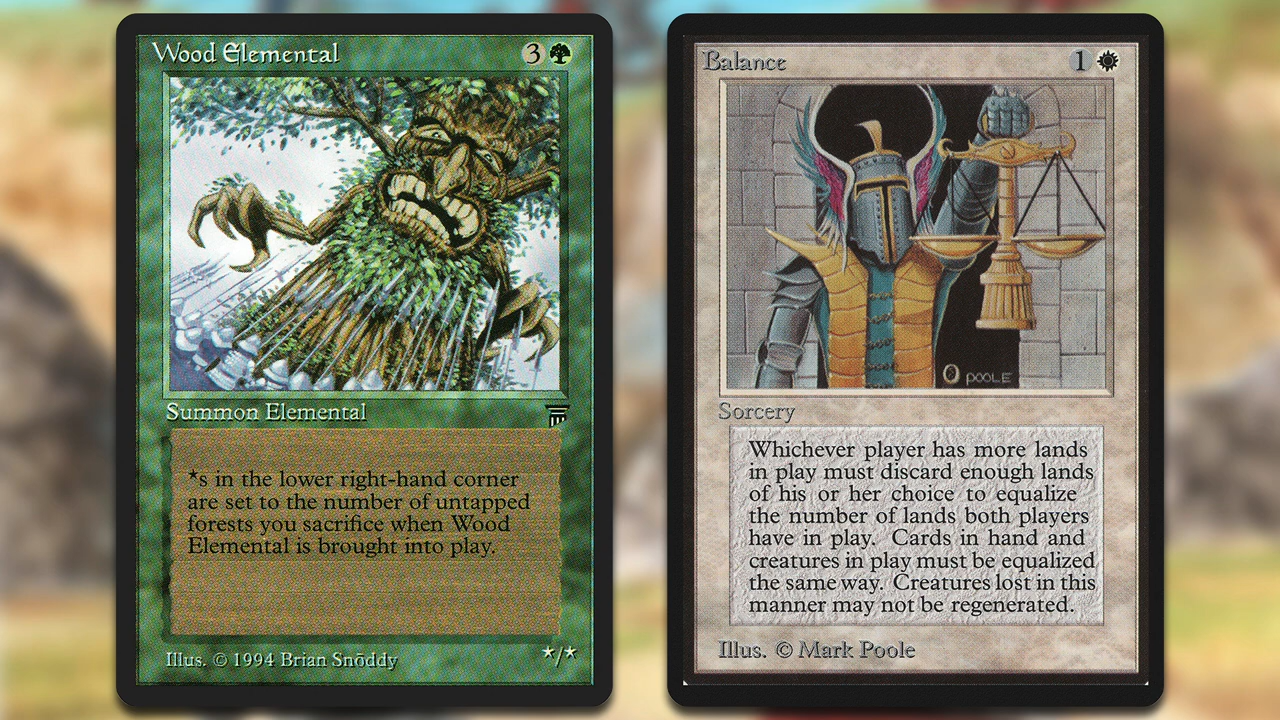 Wood Elemental 3
Summon Elemental
*s in the lower right-hand corner
are set to the number of untapped
forests you sacrifice when Wood
Elemental is brought into play.
Illus. © 1994 Brian Snōddy
*/*
Balance 1
POOLE
Sorcery
Whichever player has more lands
in play must discard enough lands
of his or her choice to equalize
the number of lands both players
have in play. Cards in hand and
creatures in play must be equalized
the same way. Creatures lost in this
manner may not be regenerated.
Illus. © Mark Poole